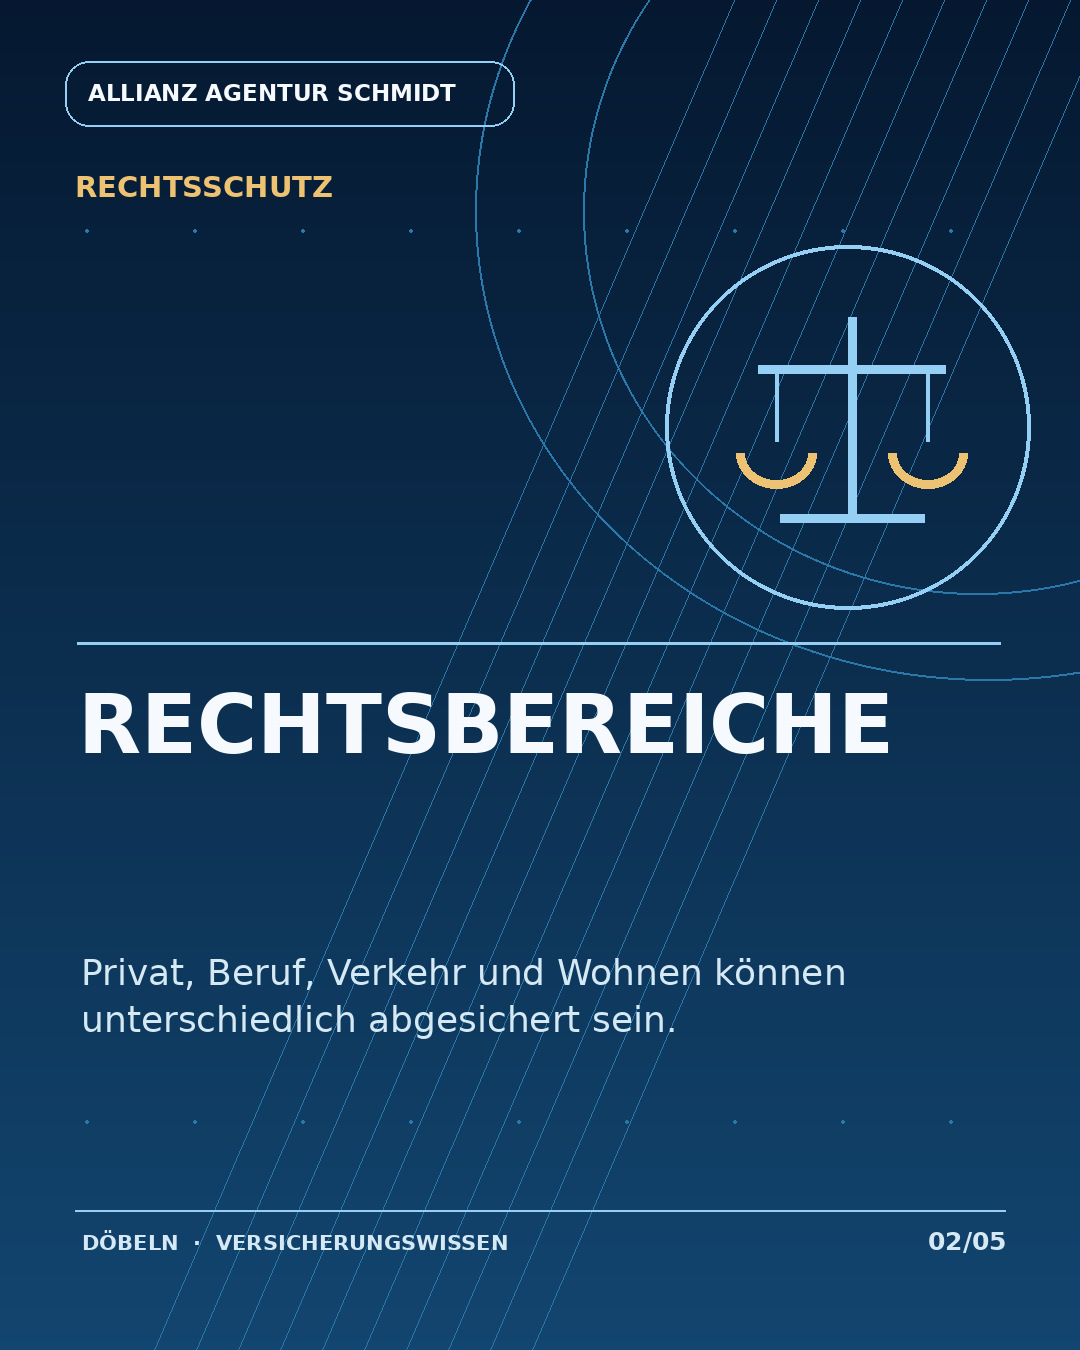 ALLIANZ AGENTUR SCHMIDT
RECHTSSCHUTZ
RECHTSBEREICHE
Privat, Beruf, Verkehr und Wohnen können
unterschiedlich abgesichert sein.
DÖBELN · VERSICHERUNGSWISSEN
02/05